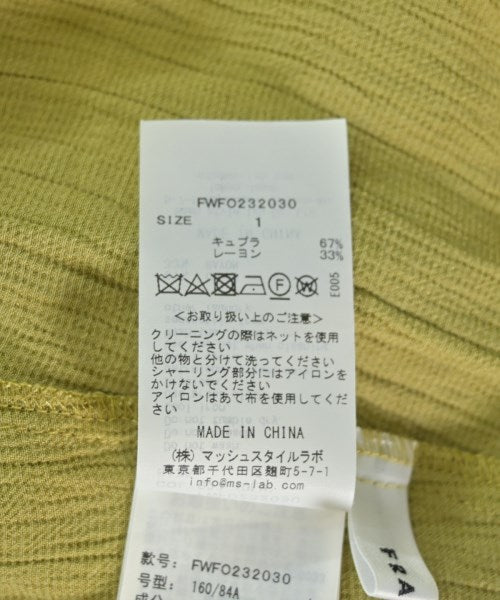 FWFO232030
SIZE 1
キュプラ 67%
レーヨン 33%
F
E005
<お取り扱い上のご注意>
クリーニングの際はネットを使用
してください
他の物と分けて洗ってください
シャーリング部分にはアイロンを
かけないでください
アイロンはあて布を使用してくだ
さい
MADE IN CHINA
(株)マッシュスタイルラボ
東京都千代田区麹町5-7-1
info@ms-lab.com
款号: FWFO232030
号型: 160/84A
成分
FRA